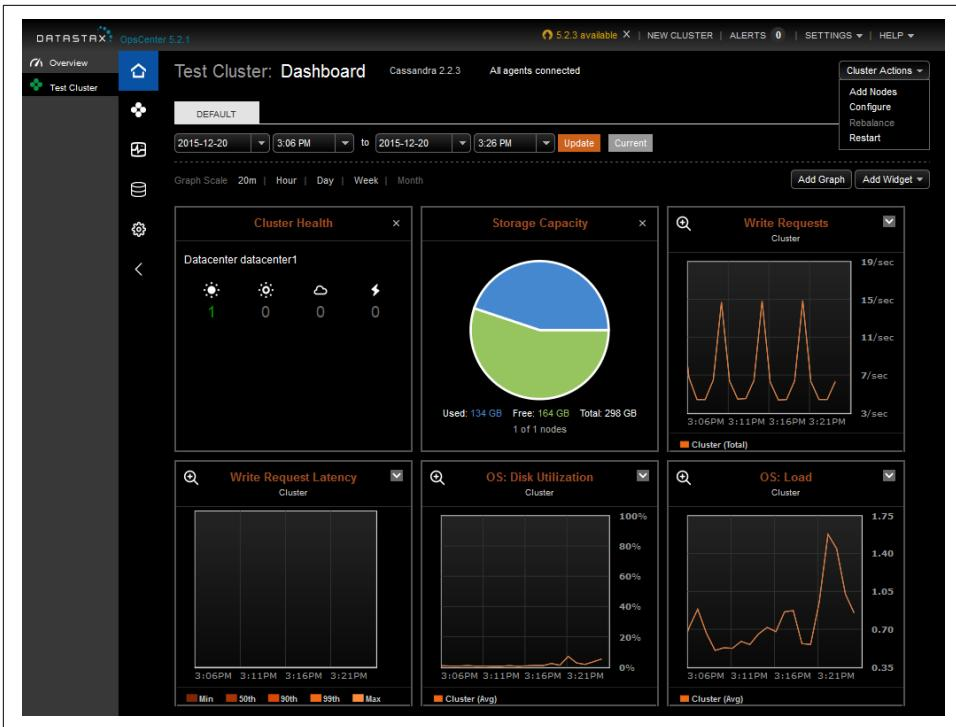 DATASTAX OpsCenter 5.2.1
5.2.3 available X | NEW CLUSTER | ALERTS 0 | SETTINGS | HELP
Overview
Test Cluster
Test Cluster: Dashboard Cassandra 2.2.3 All agents connected
Cluster Actions
Add Nodes
Configure
Rebalance
Restart
DEFAULT
2015-12-20 3:06 PM to 2015-12-20 3:26 PM Update Current
Graph Scale 20m | Hour | Day | Week | Month
Add Graph Add Widget
Cluster Health
Datacenter datacenter1
1 0 0 0
Storage Capacity
Used: 134 GB Free: 164 GB Total: 298 GB
1 of 1 nodes
Write Requests
Cluster
19/sec
15/sec
11/sec
7/sec
3/sec
3:06PM 3:11PM 3:16PM 3:21PM
Cluster (Total)
Write Request Latency
Cluster
3:06PM 3:11PM 3:16PM 3:21PM
Min 50th 90th 99th Max
OS: Disk Utilization
Cluster
100%
80%
60%
40%
20%
0%
3:06PM 3:11PM 3:16PM 3:21PM
Cluster (Avg)
OS: Load
Cluster
1.75
1.40
1.05
0.70
0.35
3:06PM 3:11PM 3:16PM 3:21PM
Cluster (Avg)